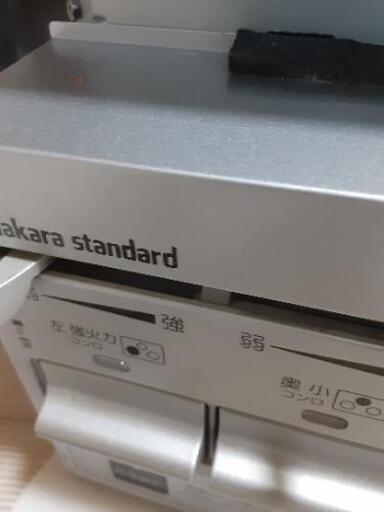 akara standard
強
左 強火力
コンロ
弱
奥 小
コンロ